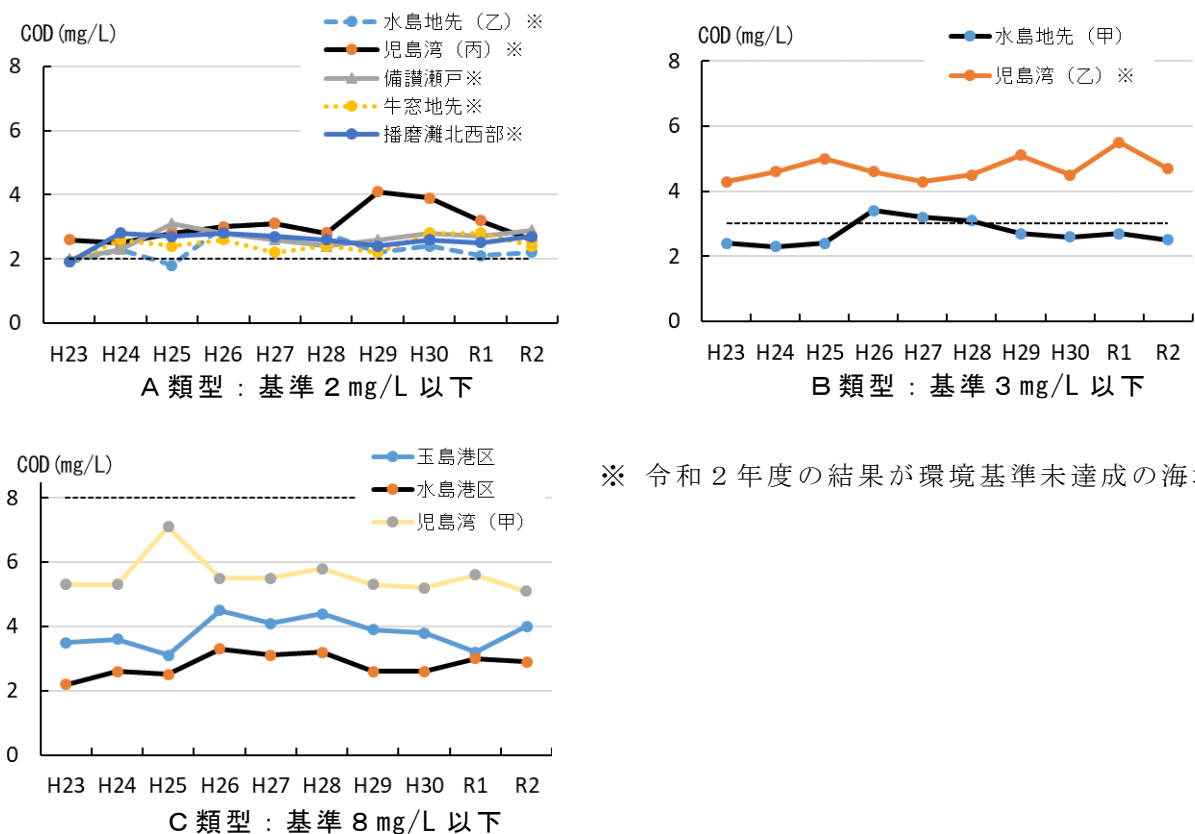 COD(mg/L)
水島地先（乙）※
児島湾（丙）※
備讃瀬戸※
牛窓地先※
播磨灘北西部※
8
6
4
2
0
H23 H24 H25 H26 H27 H28 H29 H30 R1 R2
A類型：基準2mg/L以下
COD(mg/L)
水島地先（甲）
児島湾（乙）※
8
6
4
2
0
H23 H24 H25 H26 H27 H28 H29 H30 R1 R2
B類型：基準3mg/L以下
COD(mg/L)
玉島港区
水島港区
児島湾（甲）
8
6
4
2
0
H23 H24 H25 H26 H27 H28 H29 H30 R1 R2
C類型：基準8mg/L以下
※ 令和２年度の結果が環境基準未達成の海